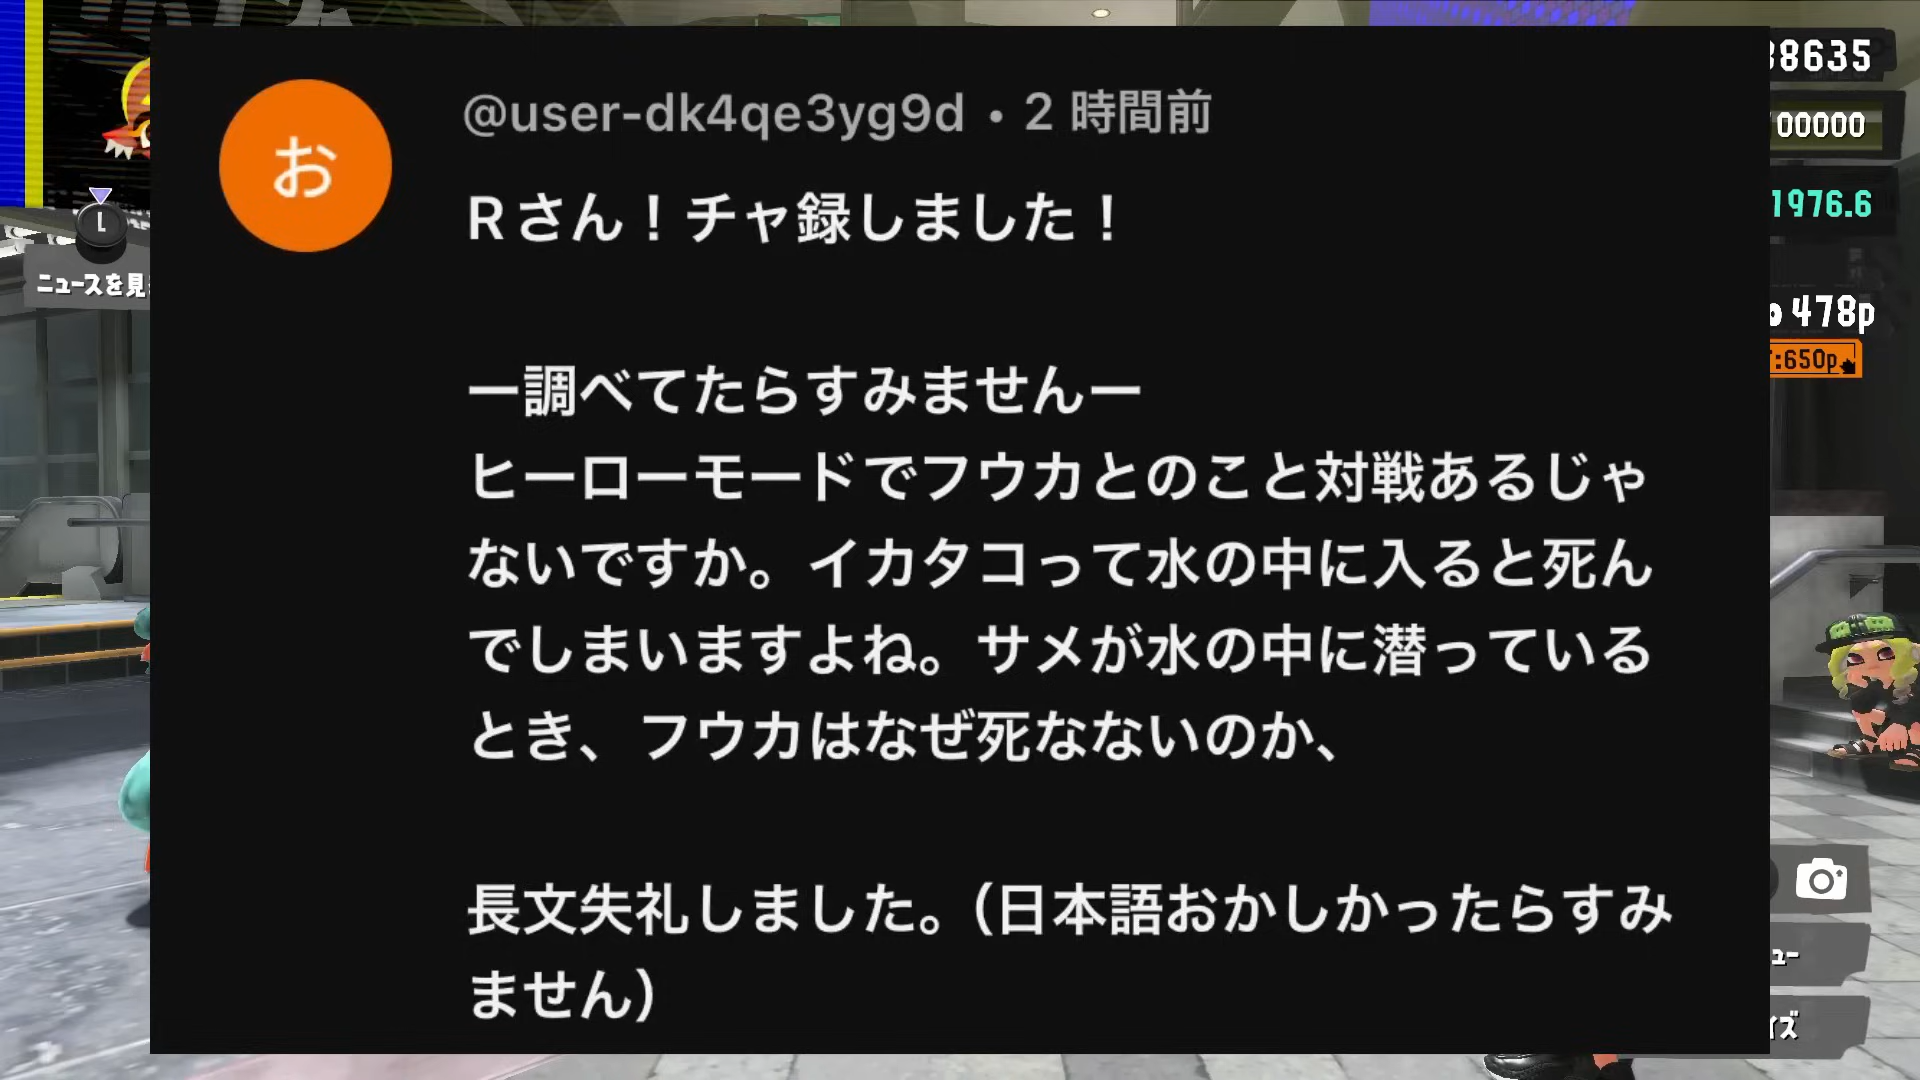 @user-dk4qe3yg9d・2 時間前
お
Rさん！チャ録しました！
ー調べてたらすみませんー
ヒーローモードでフウカとのこと対戦あるじゃ
ないですか。イカタコって水の中に入ると死ん
でしまいますよね。サメが水の中に潜っている
とき、フウカはなぜ死なないのか、
長文失礼しました。（日本語おかしかったらすみ
ません）
L
ニュースを見
8635
00000
1976.6
478p
:650p
ュー
イズ